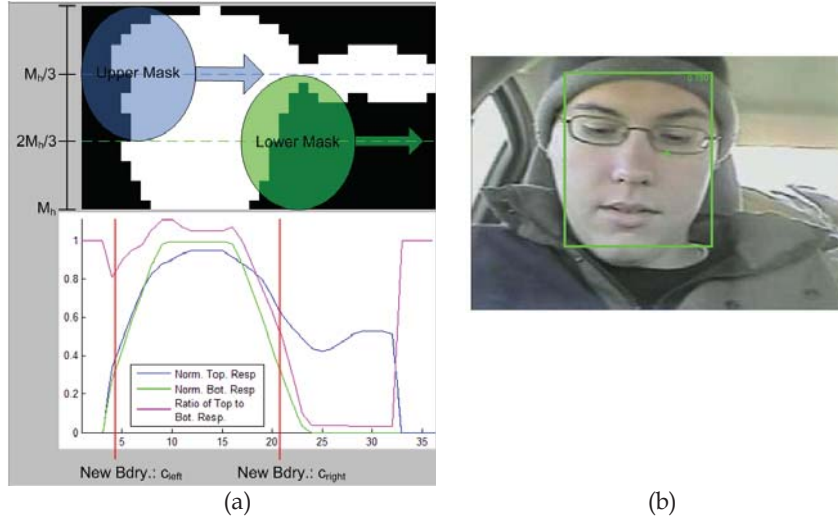 Upper Mask
Mh/3
2Mh/3
Lower Mask
Mh
1
0.8
0.6
0.4
0.2
0
Norm. Top. Resp
Norm. Bot. Resp
Ratio of Top to
Bot. Resp.
5 10 15 20 25 30 35
New Bdry.: cleft
New Bdry.: cright
(a)
(b)